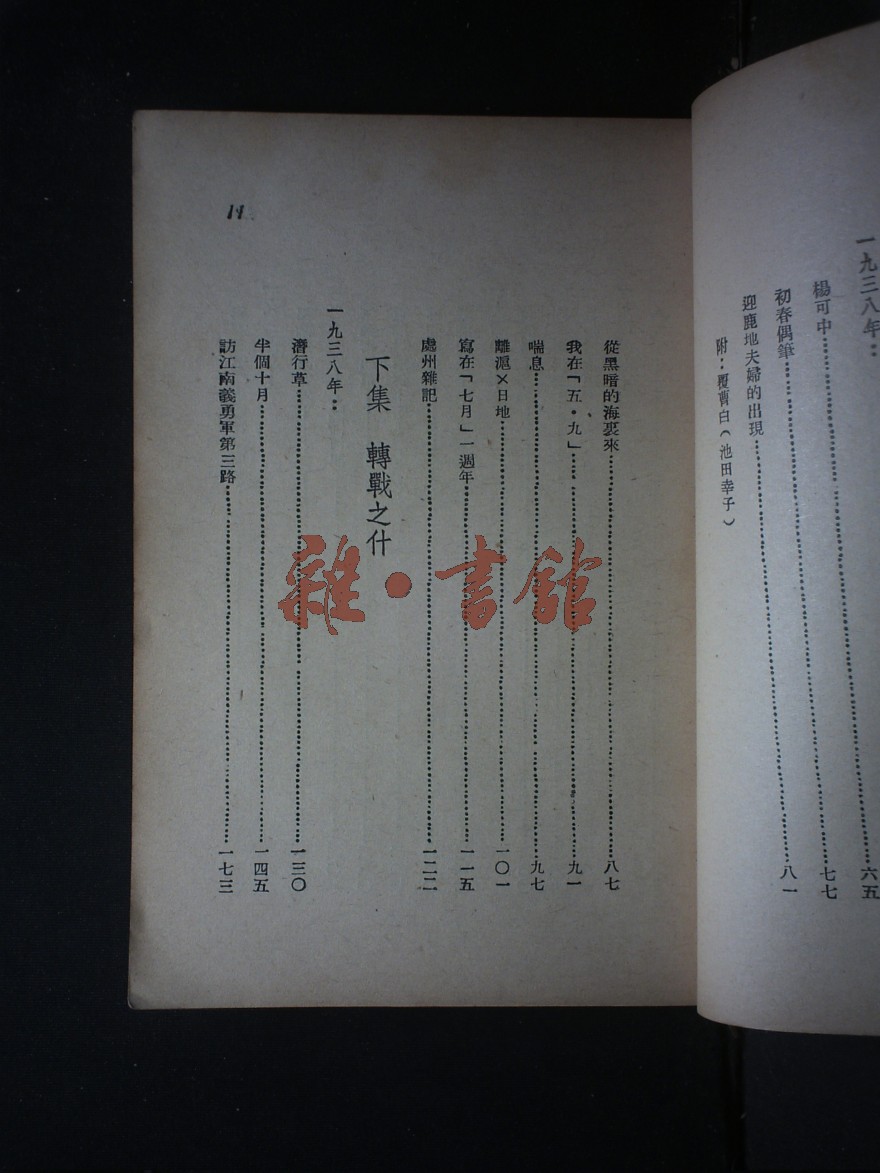 一九三八年：
六五
楊可中……七七
初春偶筆……八一
迎鹿地夫婦的出現
附：覆曹白（池田幸子）
從黑暗的海裏來……八七
我在「五·九」……九一
喘息……九七
離滬×日地……一〇一
寫在「七月」一週年……一一五
處州雜記……一二二
下集 轉戰之什
一九三八年：
潛行草……一三〇
半個十月……一四五
訪江南義勇軍第三路……一七三
11
雜·書館